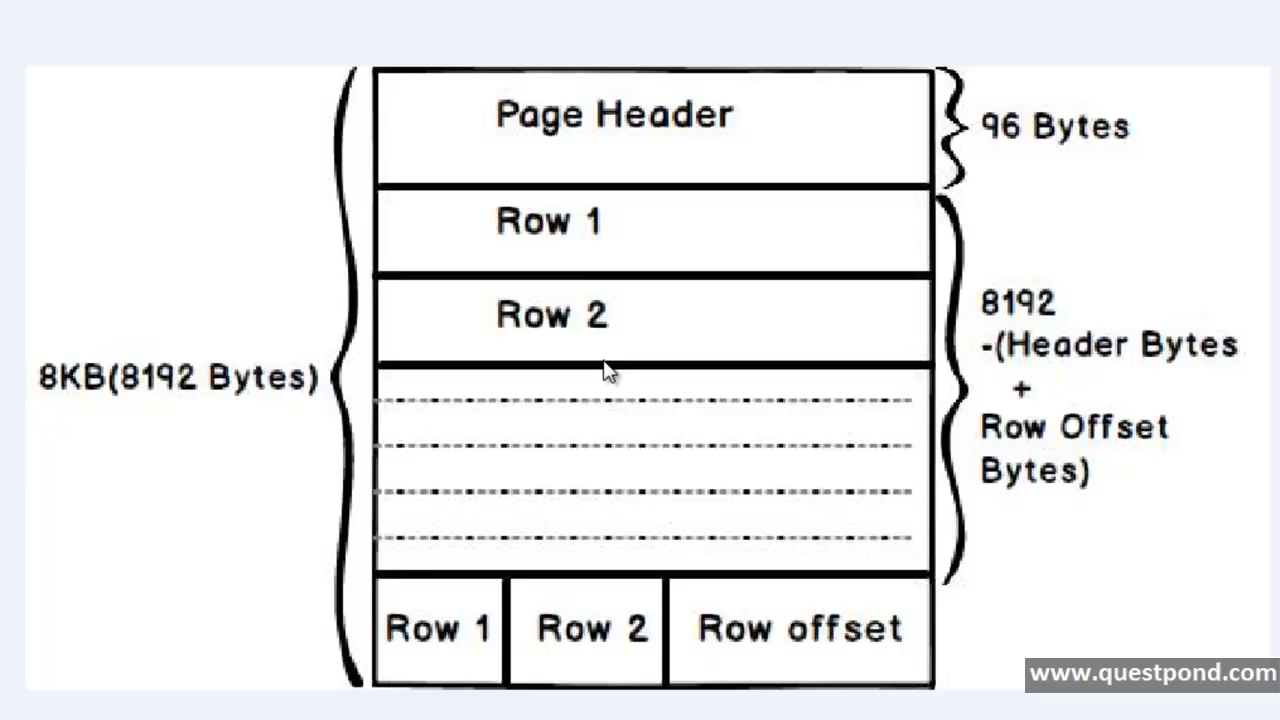 Page Header
96 Bytes
Row 1
Row 2
8192
-(Header Bytes
+
Row Offset
Bytes)
8KB(8192 Bytes)
Row 1
Row 2
Row offset
www.questpond.com